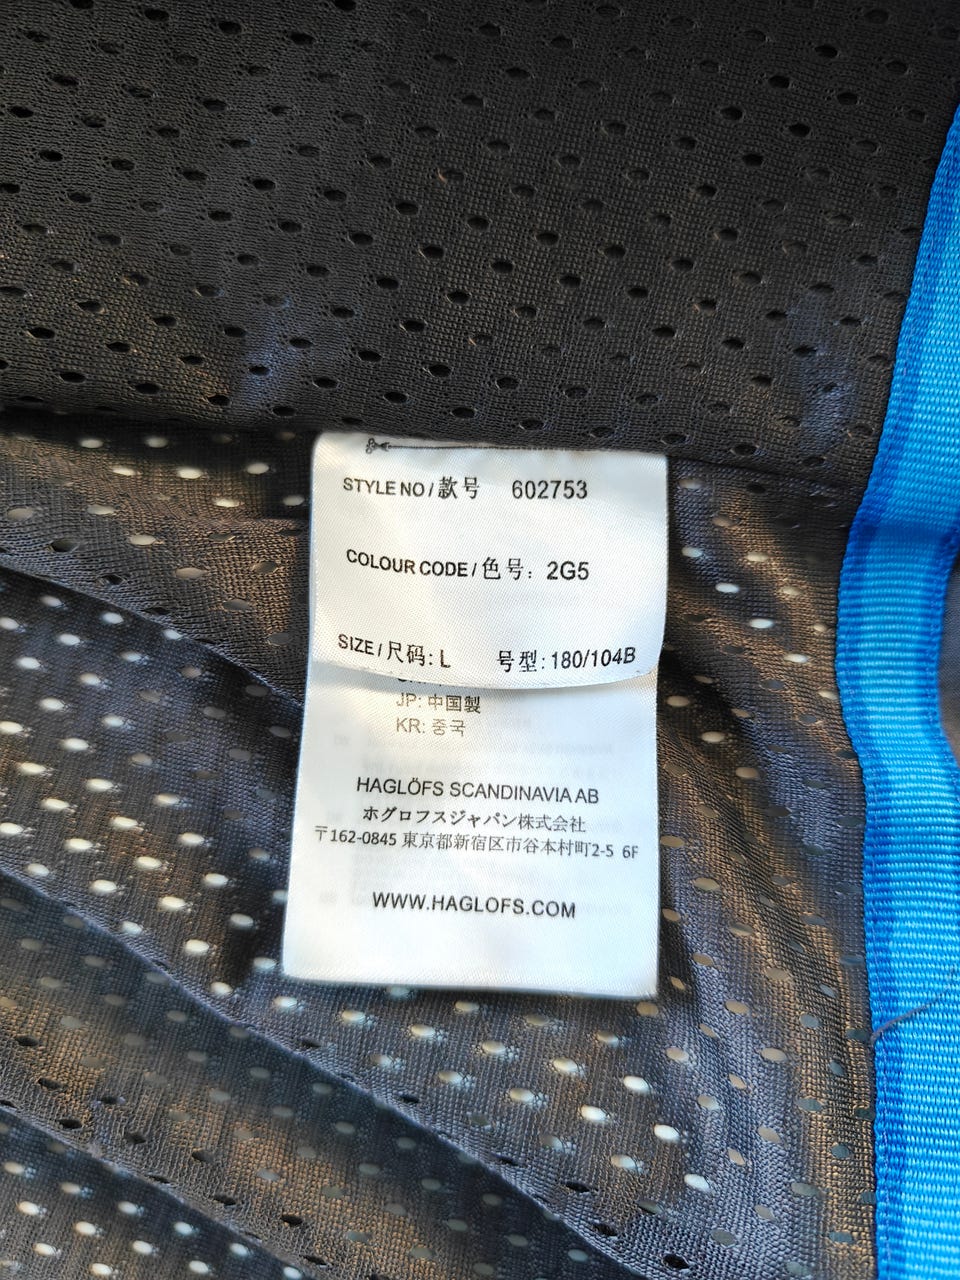 STYLE NO / 款号 602753
COLOUR CODE / 色号: 2G5
SIZE / 尺码: L 号型: 180/104B
JP: 中国製
KR: 중국
HAGLÖFS SCANDINAVIA AB
ホグロフスジャパン株式会社
〒162-0845 東京都新宿区市谷本村町2-5 6F
WWW.HAGLOFS.COM